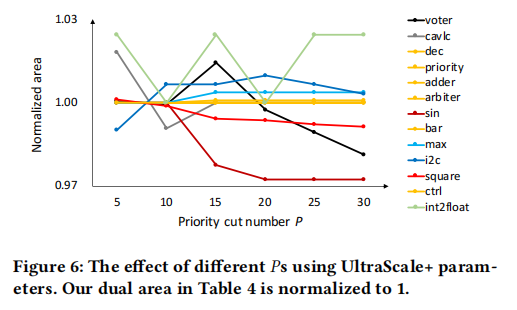 1.03
1.00
0.97
Normalized area
5 10 15 20 25 30
Priority cut number P
voter
cavlc
dec
priority
adder
arbiter
sin
bar
max
i2c
square
ctrl
int2float
Figure 6: The effect of different Ps using UltraScale+ param-
eters. Our dual area in Table 4 is normalized to 1.